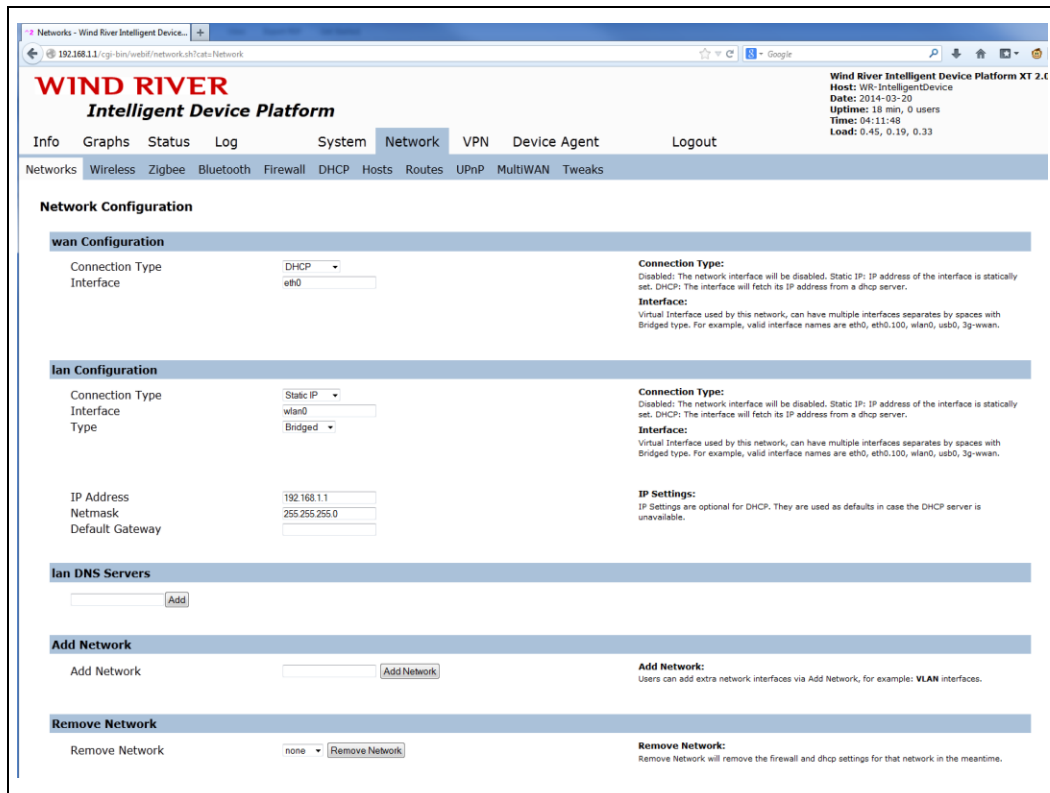 Networks - Wind River Intelligent Device... +
192.168.1.1/cgi-bin/webif/network.sh?cat=Network
Google
WIND RIVER
Intelligent Device Platform
Wind River Intelligent Device Platform XT 2.0
Host: WR-IntelligentDevice
Date: 2014-03-20
Uptime: 18 min, 0 users
Time: 04:11:48
Load: 0.45, 0.19, 0.33
Info Graphs Status Log System Network VPN Device Agent Logout
Networks Wireless Zigbee Bluetooth Firewall DHCP Hosts Routes UPnP MultiWAN Tweaks
Network Configuration
wan Configuration
Connection Type DHCP
Interface eth0
Connection Type:
Disabled: The network interface will be disabled. Static IP: IP address of the interface is statically
set. DHCP: The interface will fetch its IP address from a dhcp server.
Interface:
Virtual Interface used by this network, can have multiple interfaces separates by spaces with
Bridged type. For example, valid interface names are eth0, eth0.100, wlan0, usb0, 3g-wwan.
lan Configuration
Connection Type Static IP
Interface wlan0
Type Bridged
Connection Type:
Disabled: The network interface will be disabled. Static IP: IP address of the interface is statically
set. DHCP: The interface will fetch its IP address from a dhcp server.
Interface:
Virtual Interface used by this network, can have multiple interfaces separates by spaces with
Bridged type. For example, valid interface names are eth0, eth0.100, wlan0, usb0, 3g-wwan.
IP Address 192.168.1.1
Netmask 255.255.255.0
Default Gateway
IP Settings:
IP Settings are optional for DHCP. They are used as defaults in case the DHCP server is
unavailable.
lan DNS Servers
Add
Add Network
Add Network Add Network
Add Network:
Users can add extra network interfaces via Add Network, for example: VLAN interfaces.
Remove Network
Remove Network none Remove Network
Remove Network:
Remove Network will remove the firewall and dhcp settings for that network in the meantime.